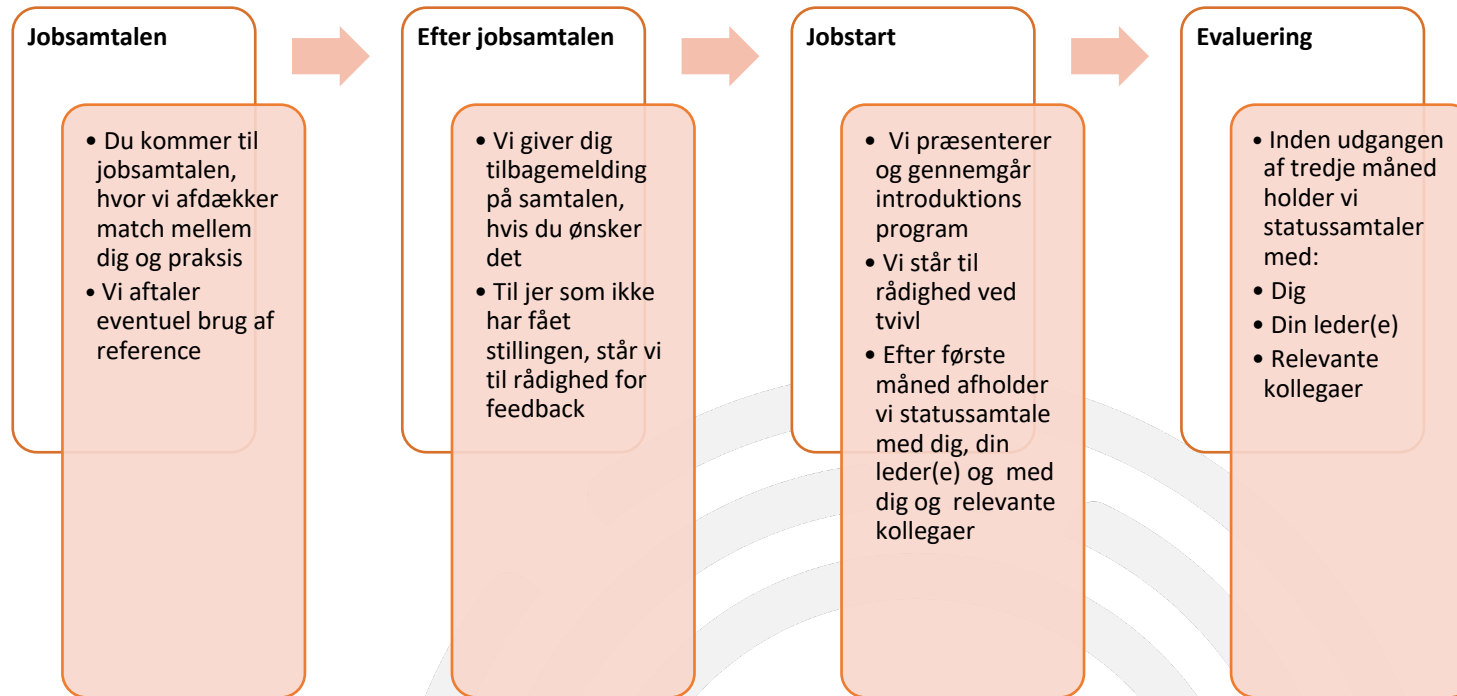 Jobsamtalen
• Du kommer til
jobsamtalen,
hvor vi afdækker
match mellem
dig og praksis
• Vi aftaler
eventuel brug af
reference
Efter jobsamtalen
• Vi giver dig
tilbagemelding
på samtalen,
hvis du ønsker
det
• Til jer som ikke
har fået
stillingen, står vi
til rådighed for
feedback
Jobstart
• Vi præsenterer
og gennemgår
introduktions
program
• Vi står til
rådighed ved
tvivl
• Efter første
måned afholder
vi statussamtale
med dig, din
leder(e) og med
dig og relevante
kollegaer
Evaluering
• Inden udgangen
af tredje måned
holder vi
statussamtaler
med:
• Dig
• Din leder(e)
• Relevante
kollegaer